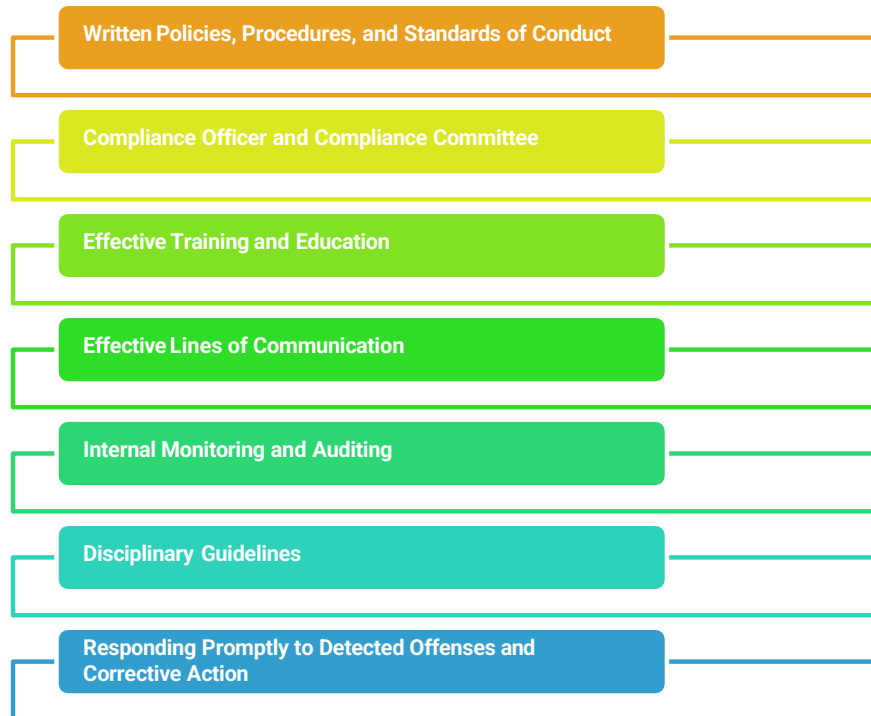 Written Policies, Procedures, and Standards of Conduct
Compliance Officer and Compliance Committee
Effective Training and Education
Effective Lines of Communication
Internal Monitoring and Auditing
Disciplinary Guidelines
Responding Promptly to Detected Offenses and
Corrective Action